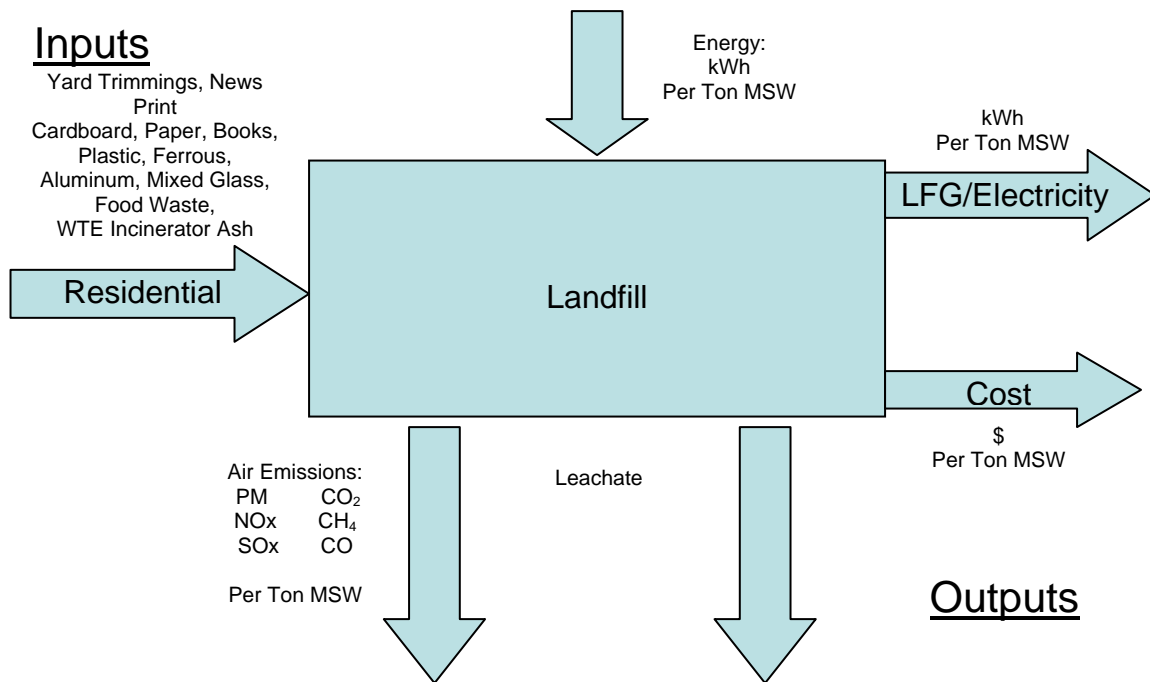 Inputs
Yard Trimmings, News
Print
Cardboard, Paper, Books,
Plastic, Ferrous,
Aluminum, Mixed Glass,
Food Waste,
WTE Incinerator Ash
Residential
Energy:
kWh
Per Ton MSW
kWh
Per Ton MSW
LFG/Electricity
Landfill
Cost
$
Per Ton MSW
Air Emissions:
PM CO₂
NOx CH₄
SOx CO
Per Ton MSW
Leachate
Outputs